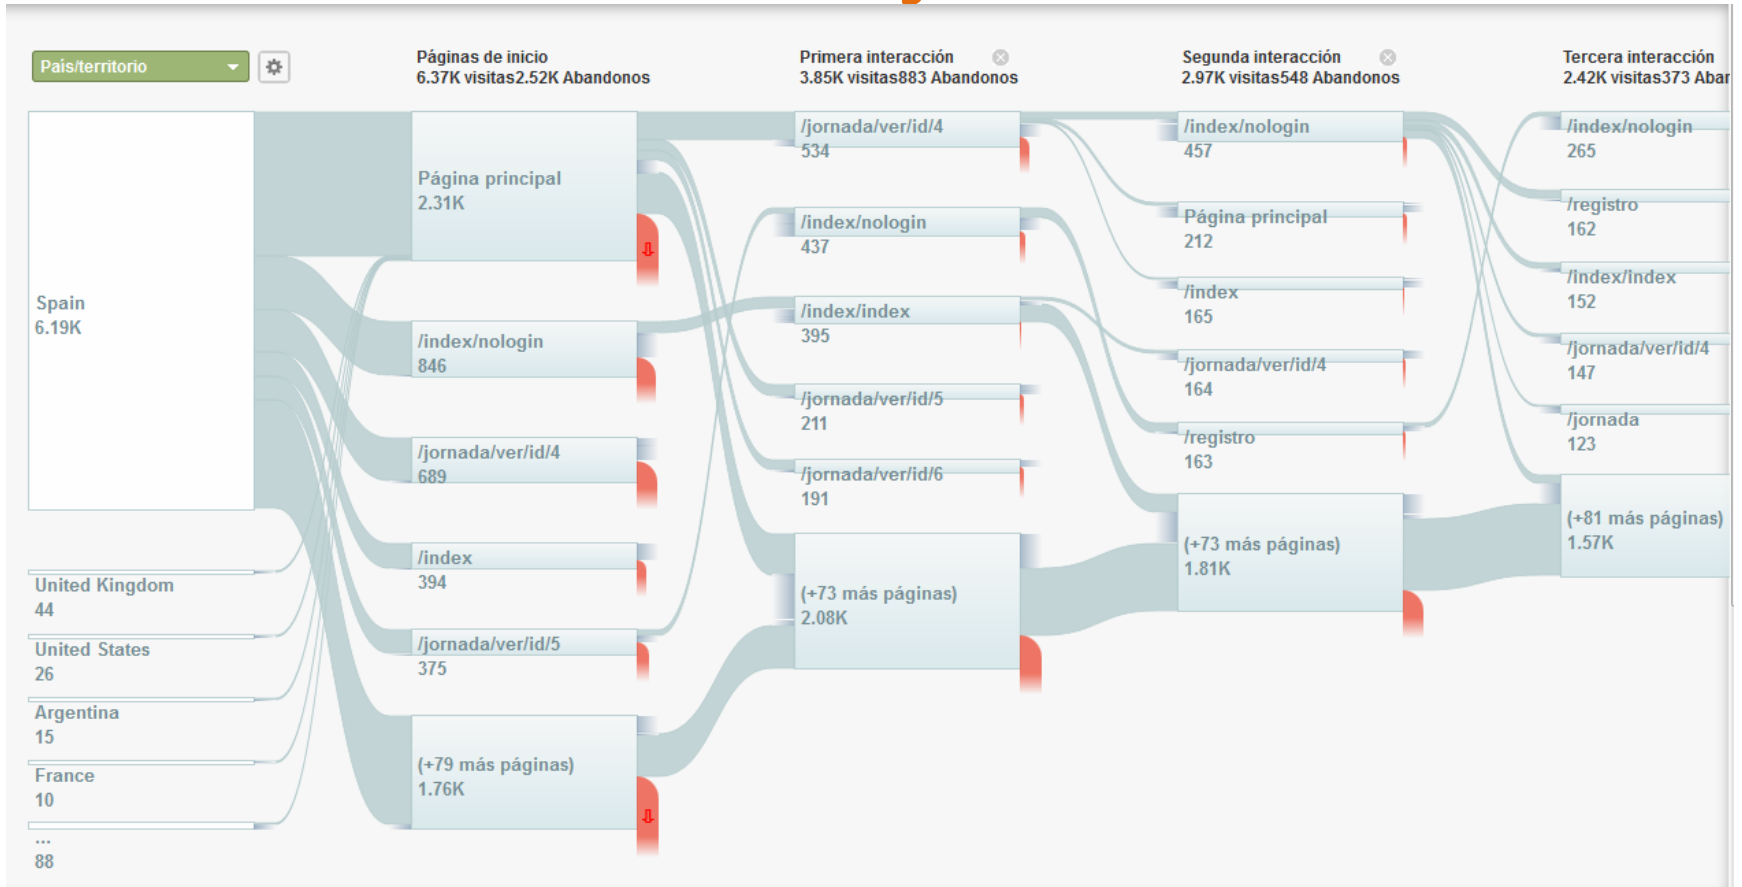 País/territorio
Páginas de inicio
6.37K visitas2.52K Abandonos
Primera interacción
3.85K visitas883 Abandonos
Segunda interacción
2.97K visitas548 Abandonos
Tercera interacción
2.42K visitas373 Abar
Spain
6.19K
United Kingdom
44
United States
26
Argentina
15
France
10
...
88
Página principal
2.31K
/index/nologin
846
/jornada/ver/id/4
689
/index
394
/jornada/ver/id/5
375
(+79 más páginas)
1.76K
/jornada/ver/id/4
534
/index/nologin
437
/index/index
395
/jornada/ver/id/5
211
/jornada/ver/id/6
191
(+73 más páginas)
2.08K
/index/nologin
457
Página principal
212
/index
165
/jornada/ver/id/4
164
/registro
163
(+73 más páginas)
1.81K
/index/nologin
265
/registro
162
/index/index
152
/jornada/ver/id/4
147
/jornada
123
(+81 más páginas)
1.57K